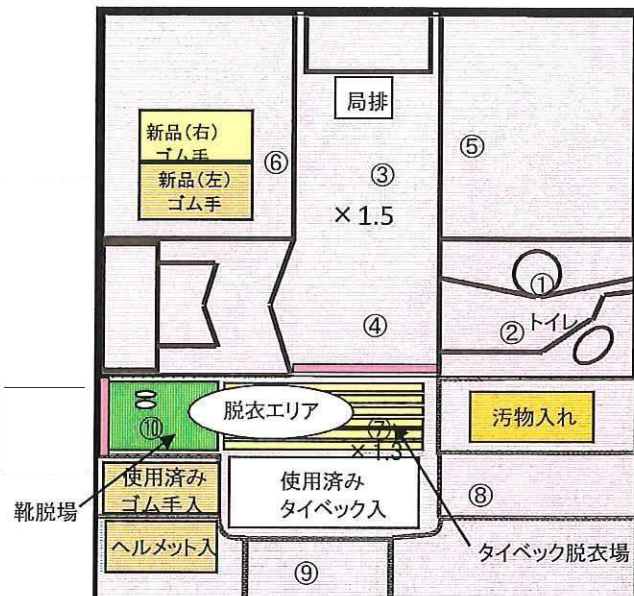 局排
新品(右)
ゴム手
新品(左)
ゴム手
⑥
③
⑤
×1.5
①
④
②
トイレ
脱衣エリア
⑩
⑦
×1.3
汚物入れ
使用済み
ゴム手入
使用済み
タイベック入
⑧
靴脱場
ヘルメット入
タイベック脱衣場
⑨